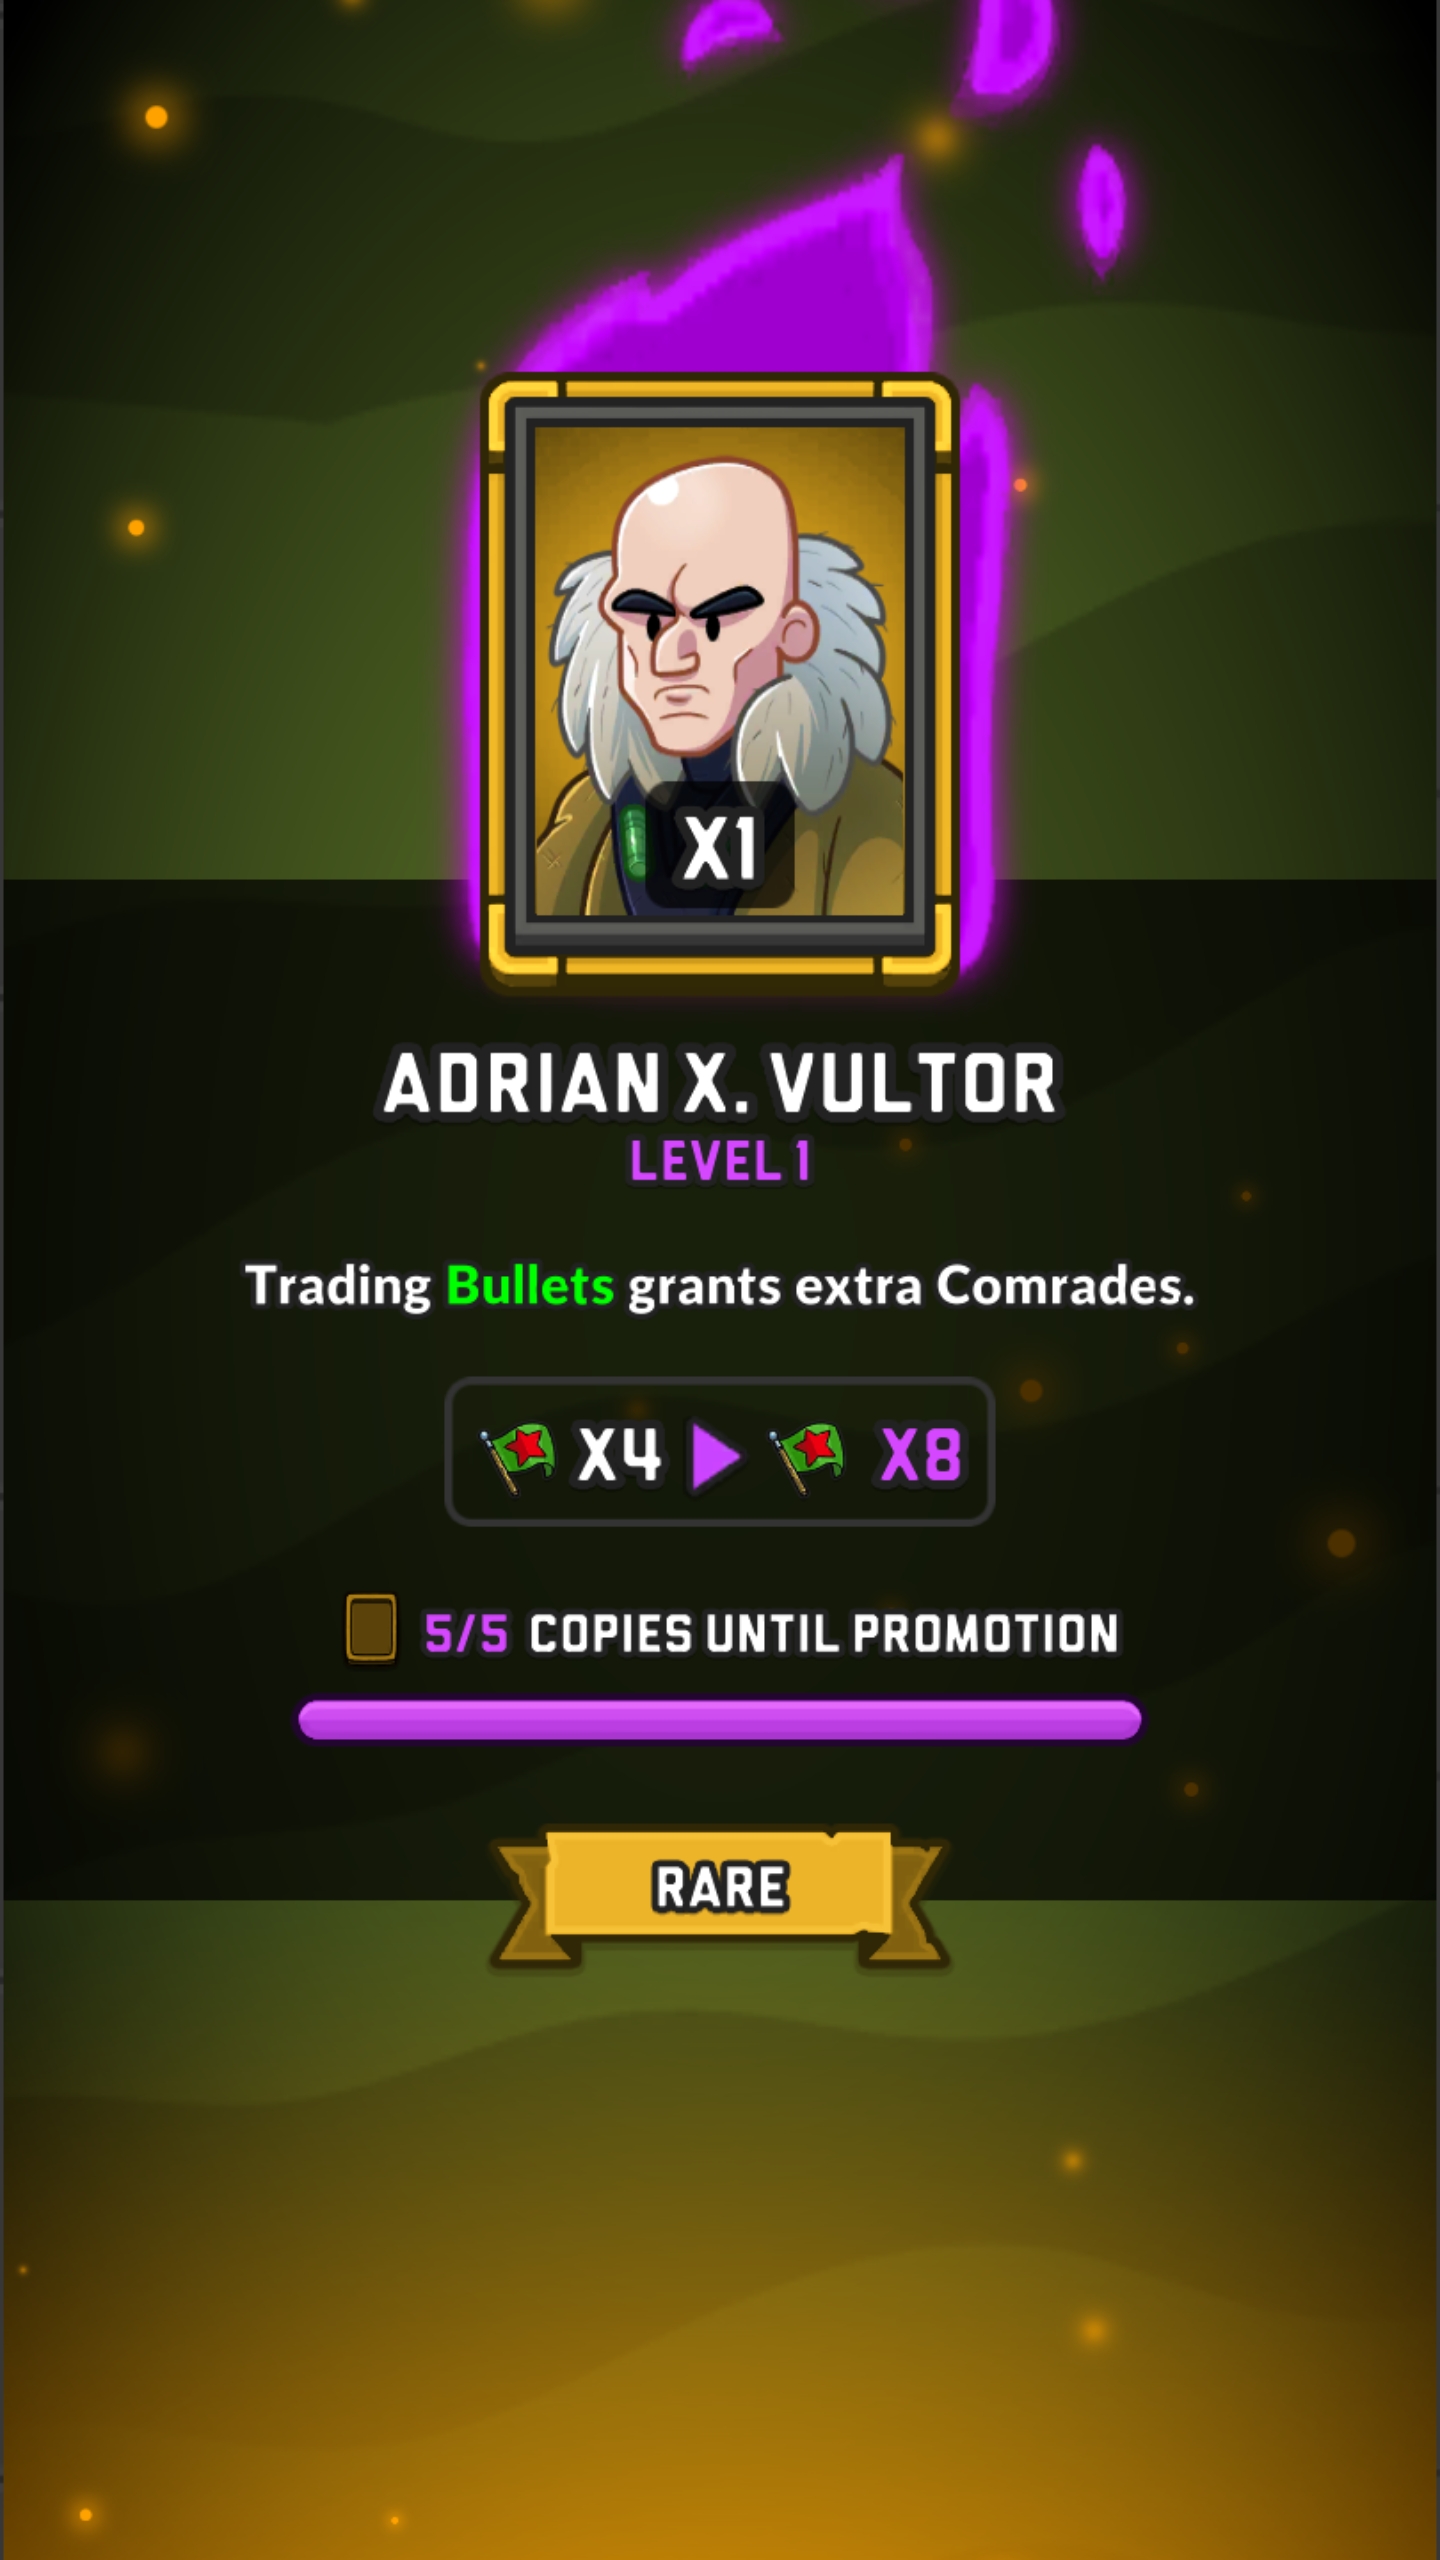 X1
ADRIAN X. VULTOR
LEVEL 1
Trading Bullets grants extra Comrades.
X4 X8
5/5 COPIES UNTIL PROMOTION
RARE